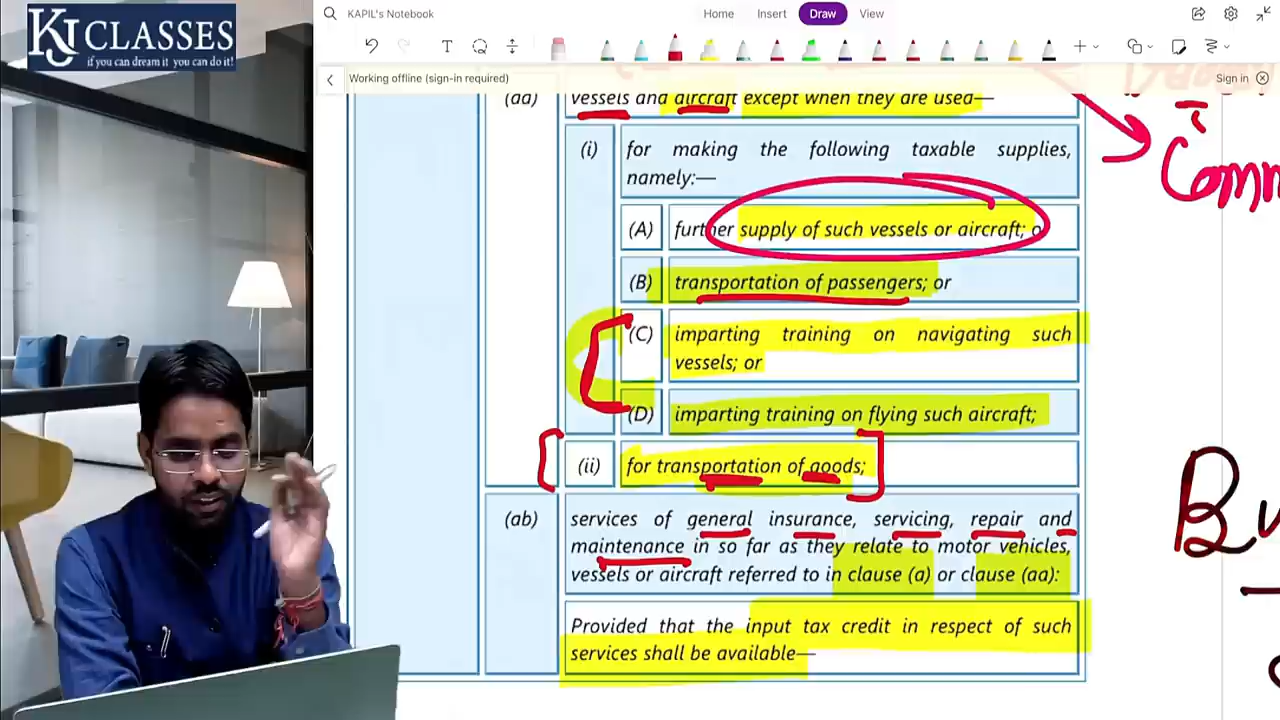 KJ CLASSES
if you can dream it you can do it!
KAPIL's Notebook
Home Insert Draw View
T
Working offline (sign-in required)
Sign in
(aa) vessels and aircraft except when they are used—
(i) for making the following taxable supplies,
namely:—
(A) further supply of such vessels or aircraft; o
(B) transportation of passengers; or
(C) imparting training on navigating such
vessels; or
(D) imparting training on flying such aircraft;
(ii) for transportation of goods;
(ab) services of general insurance, servicing, repair and
maintenance in so far as they relate to motor vehicles,
vessels or aircraft referred to in clause (a) or clause (aa):
Provided that the input tax credit in respect of such
services shall be available—
Comm
Bu